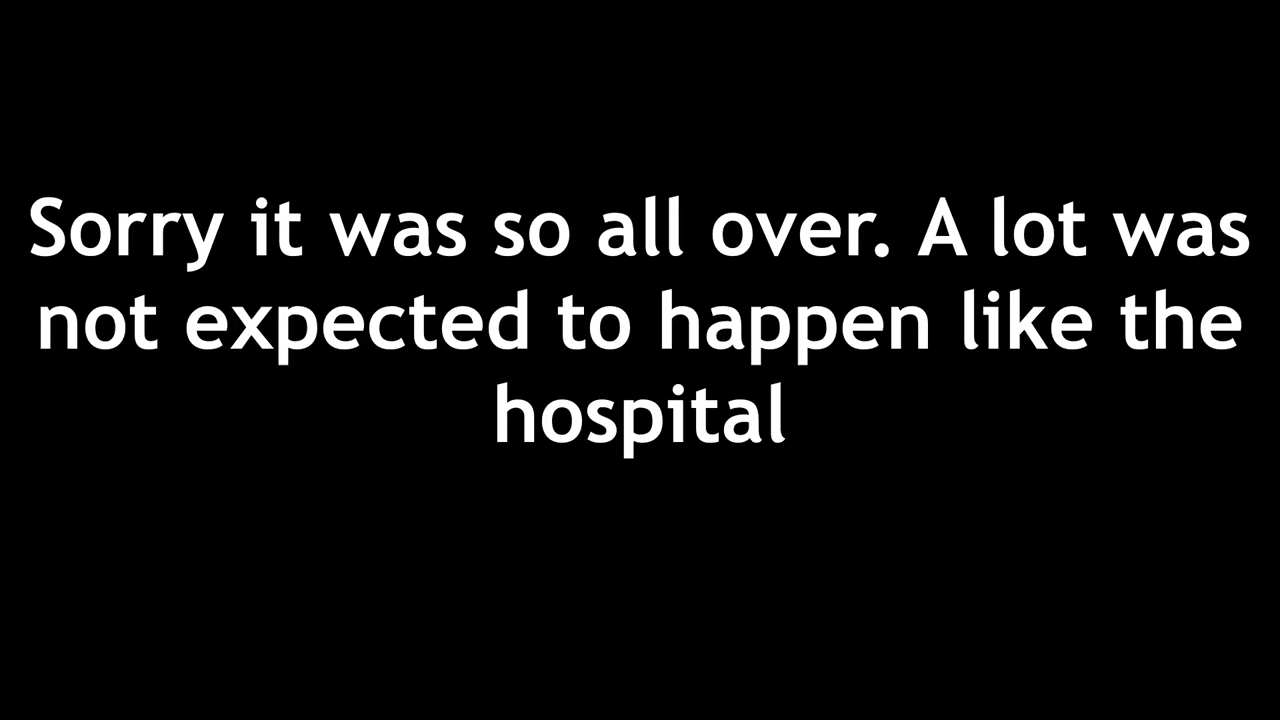 Sorry it was so all over. A lot was
not expected to happen like the
hospital